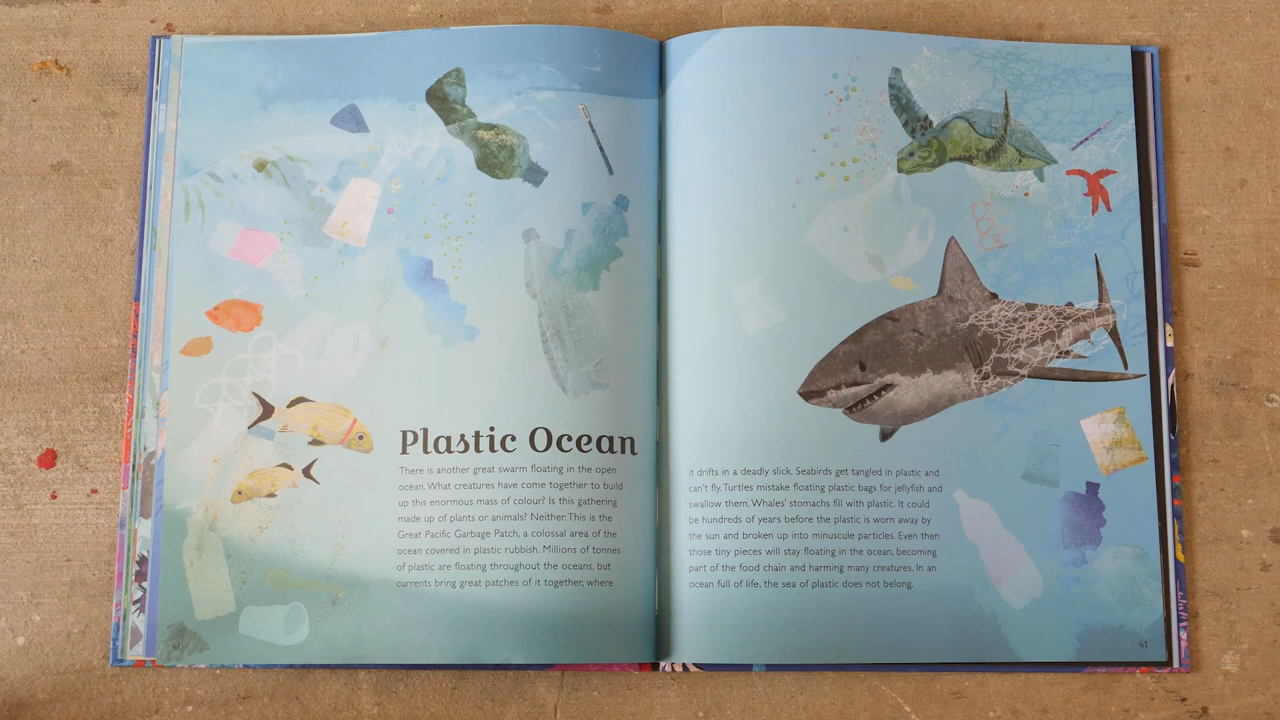 Plastic Ocean
There is another great swarm floating in the open
ocean. What creatures have come together to build
up this enormous mass of colour? Is this gathering
made up of plants or animals? Neither. This is the
Great Pacific Garbage Patch, a colossal area of the
ocean covered in plastic rubbish. Millions of tonnes
of plastic are floating throughout the oceans, but
currents bring great patches of it together, where
40
it drifts in a deadly slick. Seabirds get tangled in plastic and
can't fly. Turtles mistake floating plastic bags for jellyfish and
swallow them. Whales' stomachs fill with plastic. It could
be hundreds of years before the plastic is worn away by
the sun and broken up into minuscule particles. Even then
those tiny pieces will stay floating in the ocean, becoming
part of the food chain and harming many creatures. In an
ocean full of life, the sea of plastic does not belong.
41